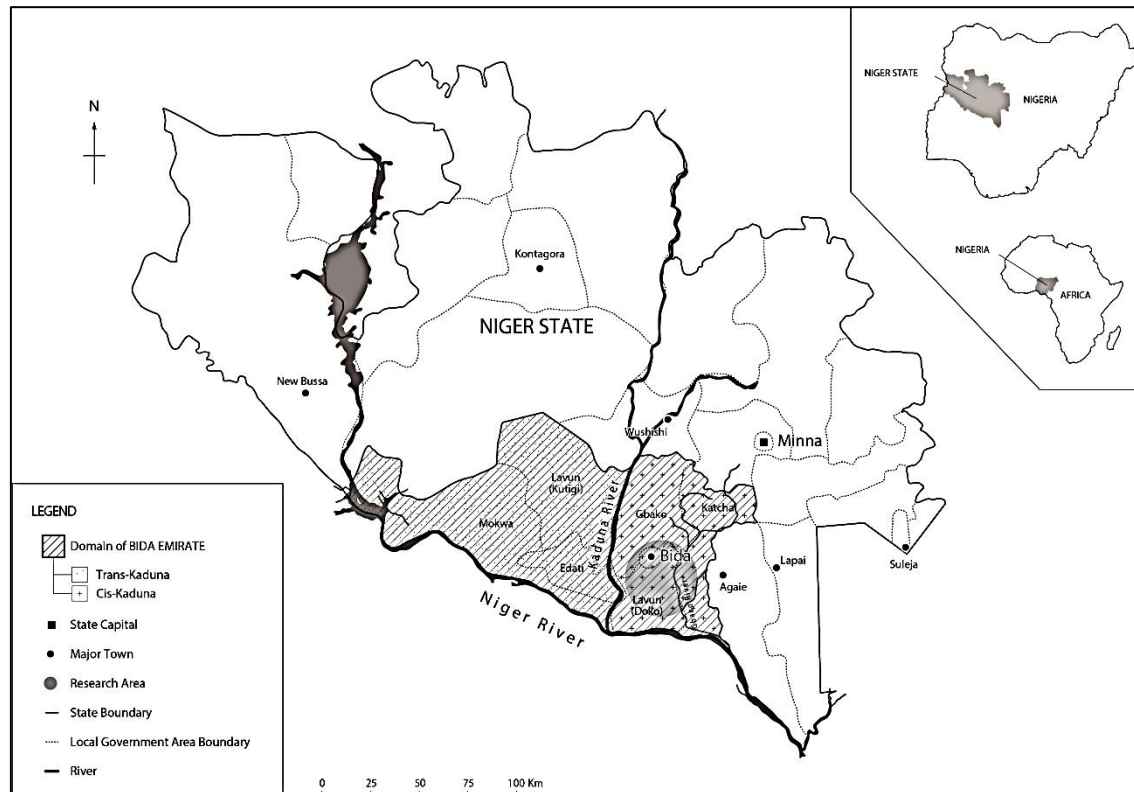 N
NIGER STATE
NIGERIA
NIGERIA
AFRICA
Kontagora
NIGER STATE
New Bussa
Wushishi
Minna
Lavun
(Kutigi)
Kaduna River
Gbako
Katcha
Mokwa
Edati
Bida
Lavun
(Doko)
Gbako River
Agaie
Lapai
Suleja
Niger River
LEGEND
Domain of BIDA EMIRATE
Trans-Kaduna
Cis-Kaduna
State Capital
Major Town
Research Area
State Boundary
Local Government Area Boundary
River
0 25 50 75 100 Km